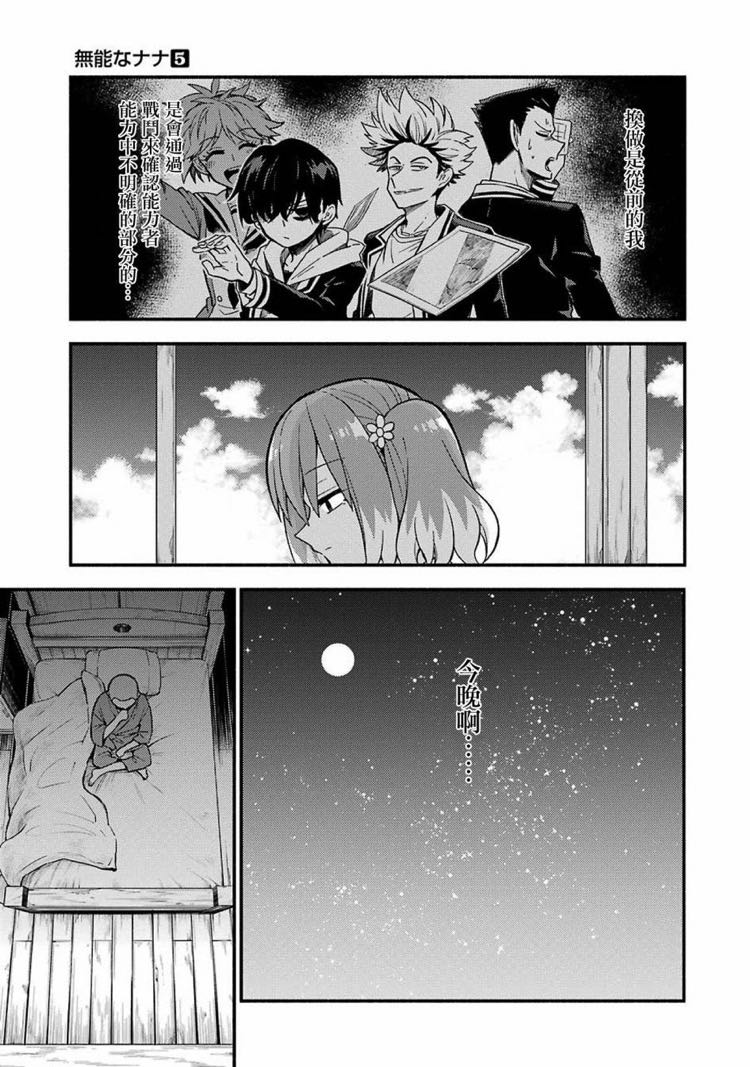 無能なナナ5
換做是從前的我
是會通過
戰鬥來確認能力者
能力中不明確的部分的…
今晚啊……